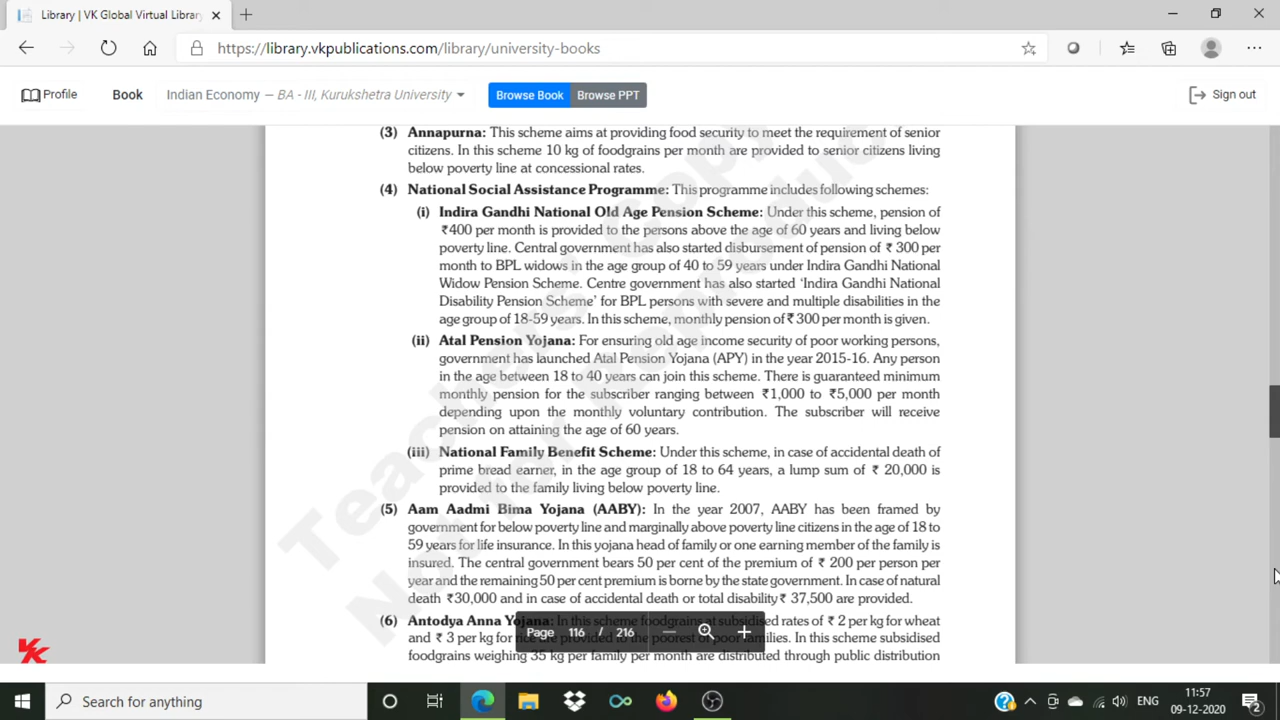 Library | VK Global Virtual Library
https://library.vkpublications.com/library/university-books
Profile Book Indian Economy — BA - III, Kurukshetra University Browse Book Browse PPT Sign out
(3) Annapurna: This scheme aims at providing food security to meet the requirement of senior
citizens. In this scheme 10 kg of foodgrains per month are provided to senior citizens living
below poverty line at concessional rates.
(4) National Social Assistance Programme: This programme includes following schemes:
(i) Indira Gandhi National Old Age Pension Scheme: Under this scheme, pension of
₹400 per month is provided to the persons above the age of 60 years and living below
poverty line. Central government has also started disbursement of pension of ₹ 300 per
month to BPL widows in the age group of 40 to 59 years under Indira Gandhi National
Widow Pension Scheme. Centre government has also started ‘Indira Gandhi National
Disability Pension Scheme’ for BPL persons with severe and multiple disabilities in the
age group of 18-59 years. In this scheme, monthly pension of ₹ 300 per month is given.
(ii) Atal Pension Yojana: For ensuring old age income security of poor working persons,
government has launched Atal Pension Yojana (APY) in the year 2015-16. Any person
in the age between 18 to 40 years can join this scheme. There is guaranteed minimum
monthly pension for the subscriber ranging between ₹1,000 to ₹5,000 per month
depending upon the monthly voluntary contribution. The subscriber will receive
pension on attaining the age of 60 years.
(iii) National Family Benefit Scheme: Under this scheme, in case of accidental death of
prime bread earner, in the age group of 18 to 64 years, a lump sum of ₹ 20,000 is
provided to the family living below poverty line.
(5) Aam Aadmi Bima Yojana (AABY): In the year 2007, AABY has been framed by
government for below poverty line and marginally above poverty line citizens in the age of 18 to
59 years for life insurance. In this yojana head of family or one earning member of the family is
insured. The central government bears 50 per cent of the premium of ₹ 200 per person per
year and the remaining 50 per cent premium is borne by the state government. In case of natural
death ₹30,000 and in case of accidental death or total disability ₹ 37,500 are provided.
(6) Antodya Anna Yojana: In this scheme foodgrains at subsidised rates of ₹ 2 per kg for wheat
and ₹ 3 per kg for rice are provided to the poorest of poor families. In this scheme subsidised
foodgrains weighing 35 kg per family per month are distributed through public distribution
Page 116 / 216
Teachers' Copy
Not for
VK
Search for anything
ENG
11:57
09-12-2020
2